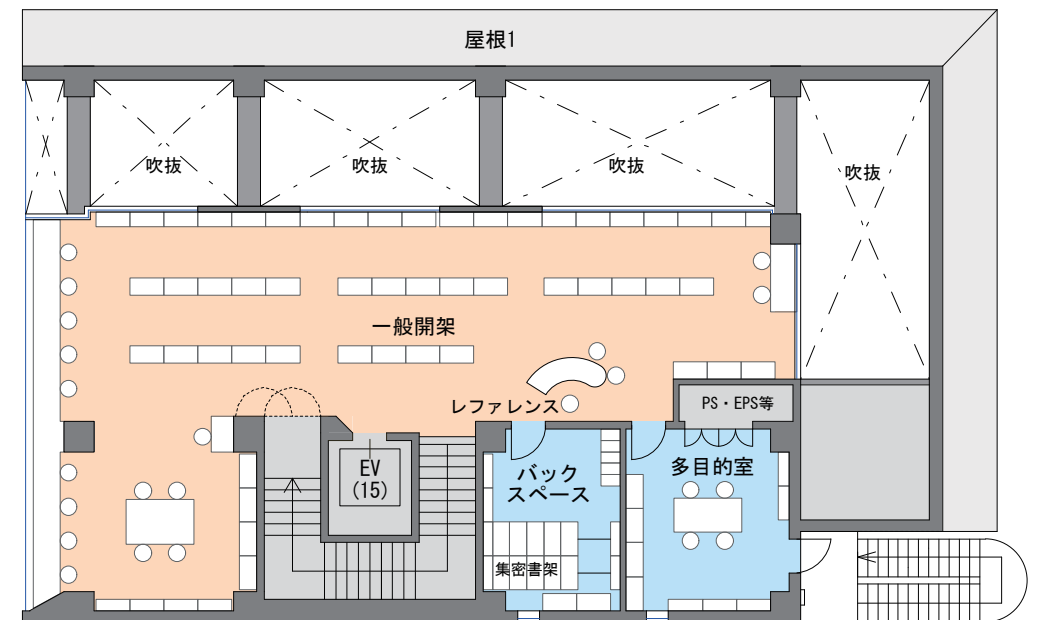 屋根1
吹抜
吹抜
吹抜
吹抜
一般開架
レファレンス
PS・EPS等
EV
(15)
バック
スペース
多目的室
集密書架